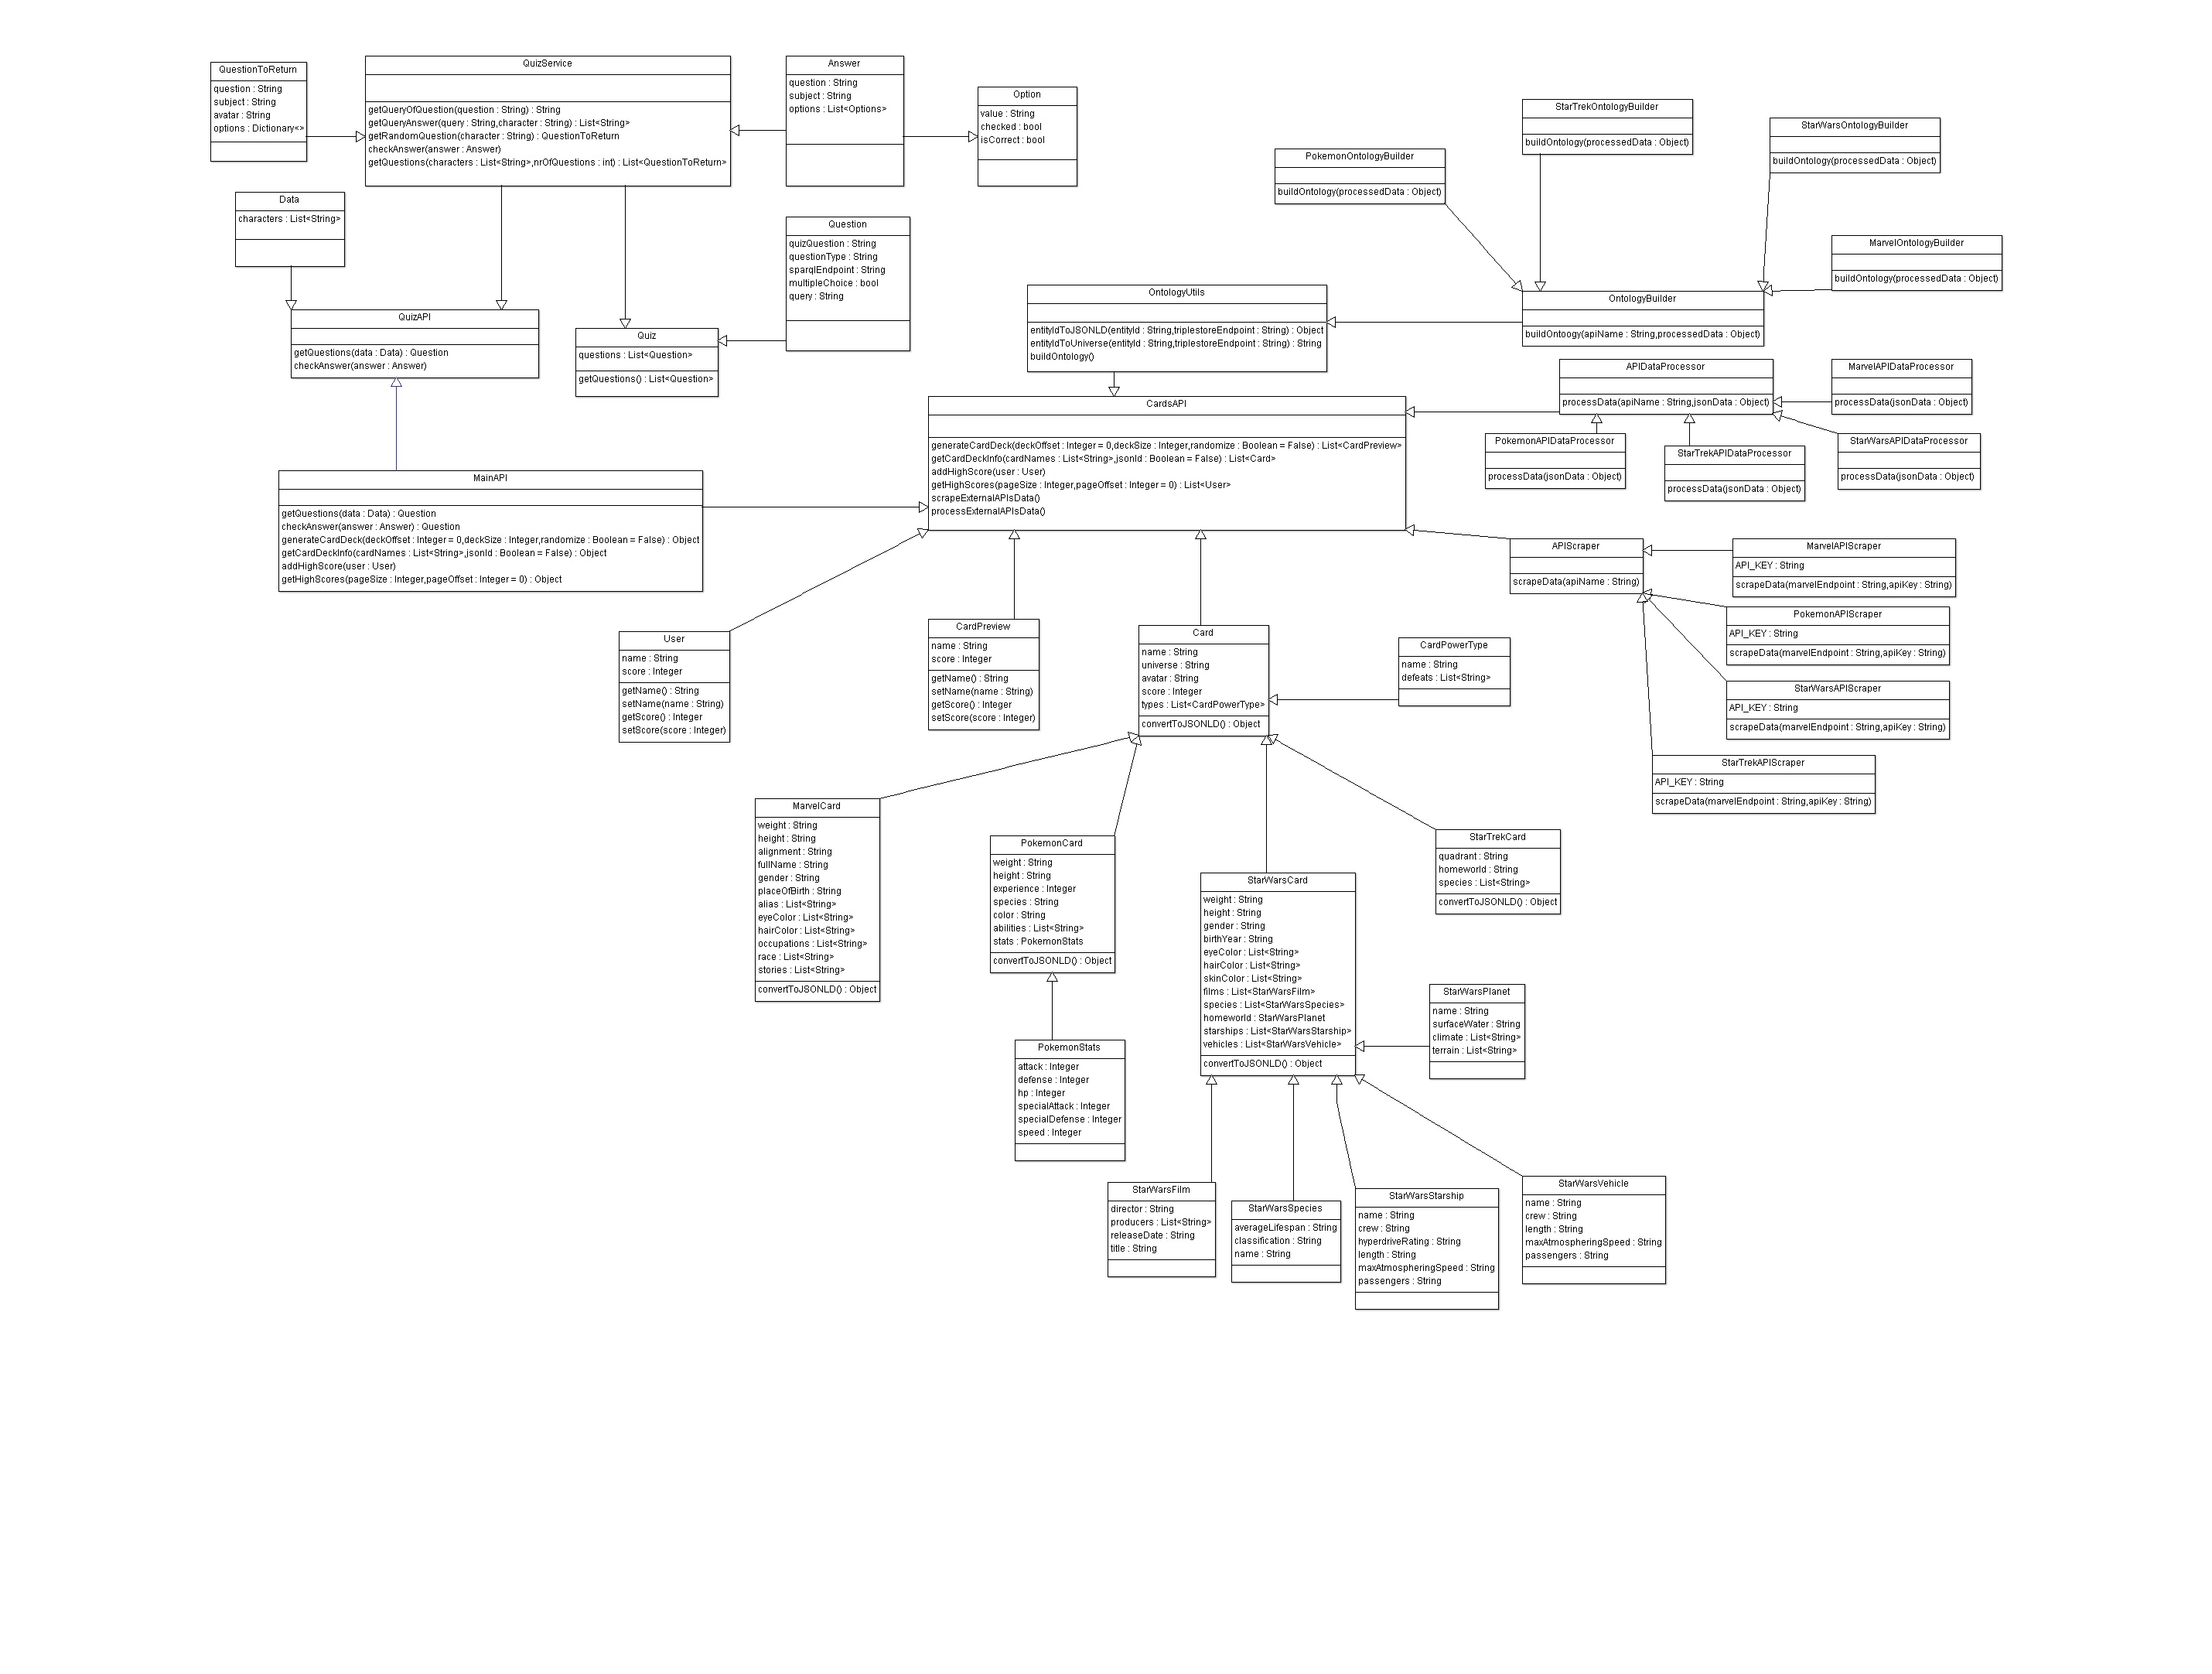 QuestionToReturn
question : String
subject : String
avatar : String
options : Dictionary<>
QuizService
getQueryOfQuestion(question : String) : String
getQueryAnswer(query : String,character : String) : List<String>
getRandomQuestion(character : String) : QuestionToReturn
checkAnswer(answer : Answer)
getQuestions(characters : List<String>,nrOfQuestions : int) : List<QuestionToReturn>
Answer
question : String
subject : String
options : List<Options>
Option
value : String
checked : bool
isCorrect : bool
StarTrekOntologyBuilder
buildOntology(processedData : Object)
StarWarsOntologyBuilder
buildOntology(processedData : Object)
PokemonOntologyBuilder
buildOntology(processedData : Object)
Data
characters : List<String>
Question
quizQuestion : String
questionType : String
sparqlEndpoint : String
multipleChoice : bool
query : String
MarvelOntologyBuilder
buildOntology(processedData : Object)
OntologyUtils
entityIdToJSONLD(entityId : String,triplestoreEndpoint : String) : Object
entityIdToUniverse(entityId : String,triplestoreEndpoint : String) : String
buildOntology()
OntologyBuilder
buildOntoogy(apiName : String,processedData : Object)
QuizAPI
getQuestions(data : Data) : Question
checkAnswer(answer : Answer)
Quiz
questions : List<Question>
getQuestions() : List<Question>
APIDataProcessor
processData(apiName : String,jsonData : Object)
MarvelAPIDataProcessor
processData(jsonData : Object)
CardsAPI
generateCardDeck(deckOffset : Integer = 0,deckSize : Integer,randomize : Boolean = False) : List<CardPreview>
getCardDeckInfo(cardNames : List<String>,jsonld : Boolean = False) : List<Card>
addHighScore(user : User)
getHighScores(pageSize : Integer,pageOffset : Integer = 0) : List<User>
scrapeExternalAPIsData()
processExternalAPIsData()
PokemonAPIDataProcessor
processData(jsonData : Object)
StarTrekAPIDataProcessor
processData(jsonData : Object)
StarWarsAPIDataProcessor
processData(jsonData : Object)
MainAPI
getQuestions(data : Data) : Question
checkAnswer(answer : Answer) : Question
generateCardDeck(deckOffset : Integer = 0,deckSize : Integer,randomize : Boolean = False) : Object
getCardDeckInfo(cardNames : List<String>,jsonld : Boolean = False) : Object
addHighScore(user : User)
getHighScores(pageSize : Integer,pageOffset : Integer = 0) : Object
APIScraper
scrapeData(apiName : String)
MarvelAPIScraper
API_KEY : String
scrapeData(marvelEndpoint : String,apiKey : String)
PokemonAPIScraper
API_KEY : String
scrapeData(marvelEndpoint : String,apiKey : String)
StarWarsAPIScraper
API_KEY : String
scrapeData(marvelEndpoint : String,apiKey : String)
StarTrekAPIScraper
API_KEY : String
scrapeData(marvelEndpoint : String,apiKey : String)
User
name : String
score : Integer
getName() : String
setName(name : String)
getScore() : Integer
setScore(score : Integer)
CardPreview
name : String
score : Integer
getName() : String
setName(name : String)
getScore() : Integer
setScore(score : Integer)
Card
name : String
universe : String
avatar : String
score : Integer
types : List<CardPowerType>
convertToJSONLD() : Object
CardPowerType
name : String
defeats : List<String>
MarvelCard
weight : String
height : String
alignment : String
fullName : String
gender : String
placeOfBirth : String
alias : List<String>
eyeColor : List<String>
hairColor : List<String>
occupations : List<String>
race : List<String>
stories : List<String>
convertToJSONLD() : Object
PokemonCard
weight : String
height : String
experience : Integer
species : String
color : String
abilities : List<String>
stats : PokemonStats
convertToJSONLD() : Object
StarWarsCard
weight : String
height : String
gender : String
birthYear : String
eyeColor : List<String>
hairColor : List<String>
skinColor : List<String>
films : List<StarWarsFilm>
species : List<StarWarsSpecies>
homeworld : StarWarsPlanet
starships : List<StarWarsStarship>
vehicles : List<StarWarsVehicle>
convertToJSONLD() : Object
StarTrekCard
quadrant : String
homeworld : String
species : List<String>
convertToJSONLD() : Object
StarWarsPlanet
name : String
surfaceWater : String
climate : List<String>
terrain : List<String>
PokemonStats
attack : Integer
defense : Integer
hp : Integer
specialAttack : Integer
specialDefense : Integer
speed : Integer
StarWarsFilm
director : String
producers : List<String>
releaseDate : String
title : String
StarWarsSpecies
averageLifespan : String
classification : String
name : String
StarWarsStarship
name : String
crew : String
hyperdriveRating : String
length : String
maxAtmospheringSpeed : String
passengers : String
StarWarsVehicle
name : String
crew : String
length : String
maxAtmospheringSpeed : String
passengers : String